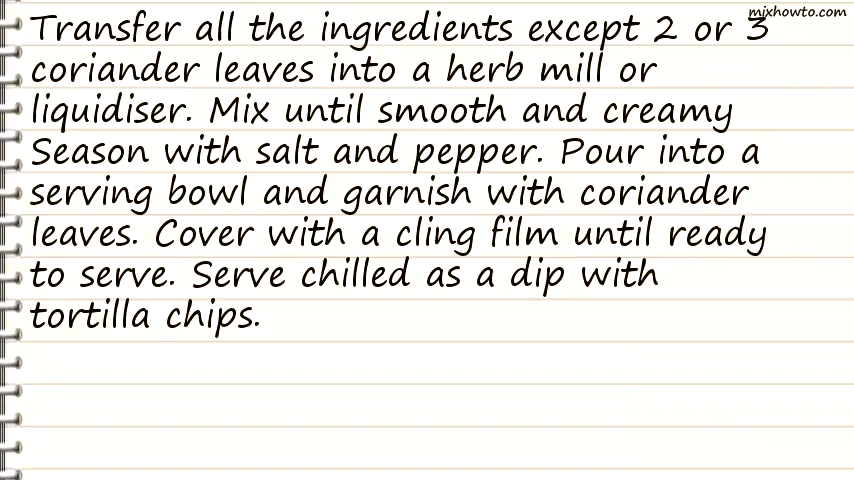 mixhowto.com
Transfer all the ingredients except 2 or 3
coriander leaves into a herb mill or
liquidiser. Mix until smooth and creamy
Season with salt and pepper. Pour into a
serving bowl and garnish with coriander
leaves. Cover with a cling film until ready
to serve. Serve chilled as a dip with
tortilla chips.